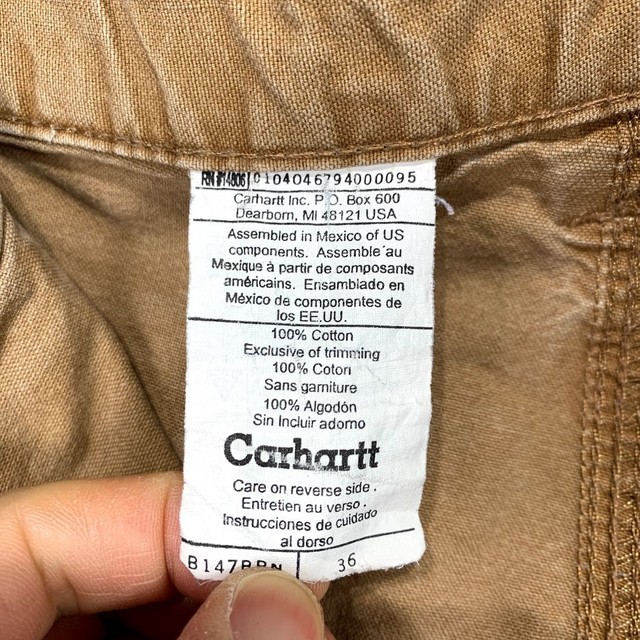 RN #14806 0104046794000095
Carhartt Inc. P.O. Box 600
Dearborn, MI 48121 USA
Assembled in Mexico of US
components. Assemble´au
Mexique à partir de composants
américains. Ensamblado en
México de componentes de
los EE.UU.
100% Cotton
Exclusive of trimming
100% Cotori
Sans garniture
100% Algodón
Sin Incluir adorno
Carhartt
Care on reverse side.
Entretien au verso.
Instrucciones de cuidado
al dorso
B147BRN 36